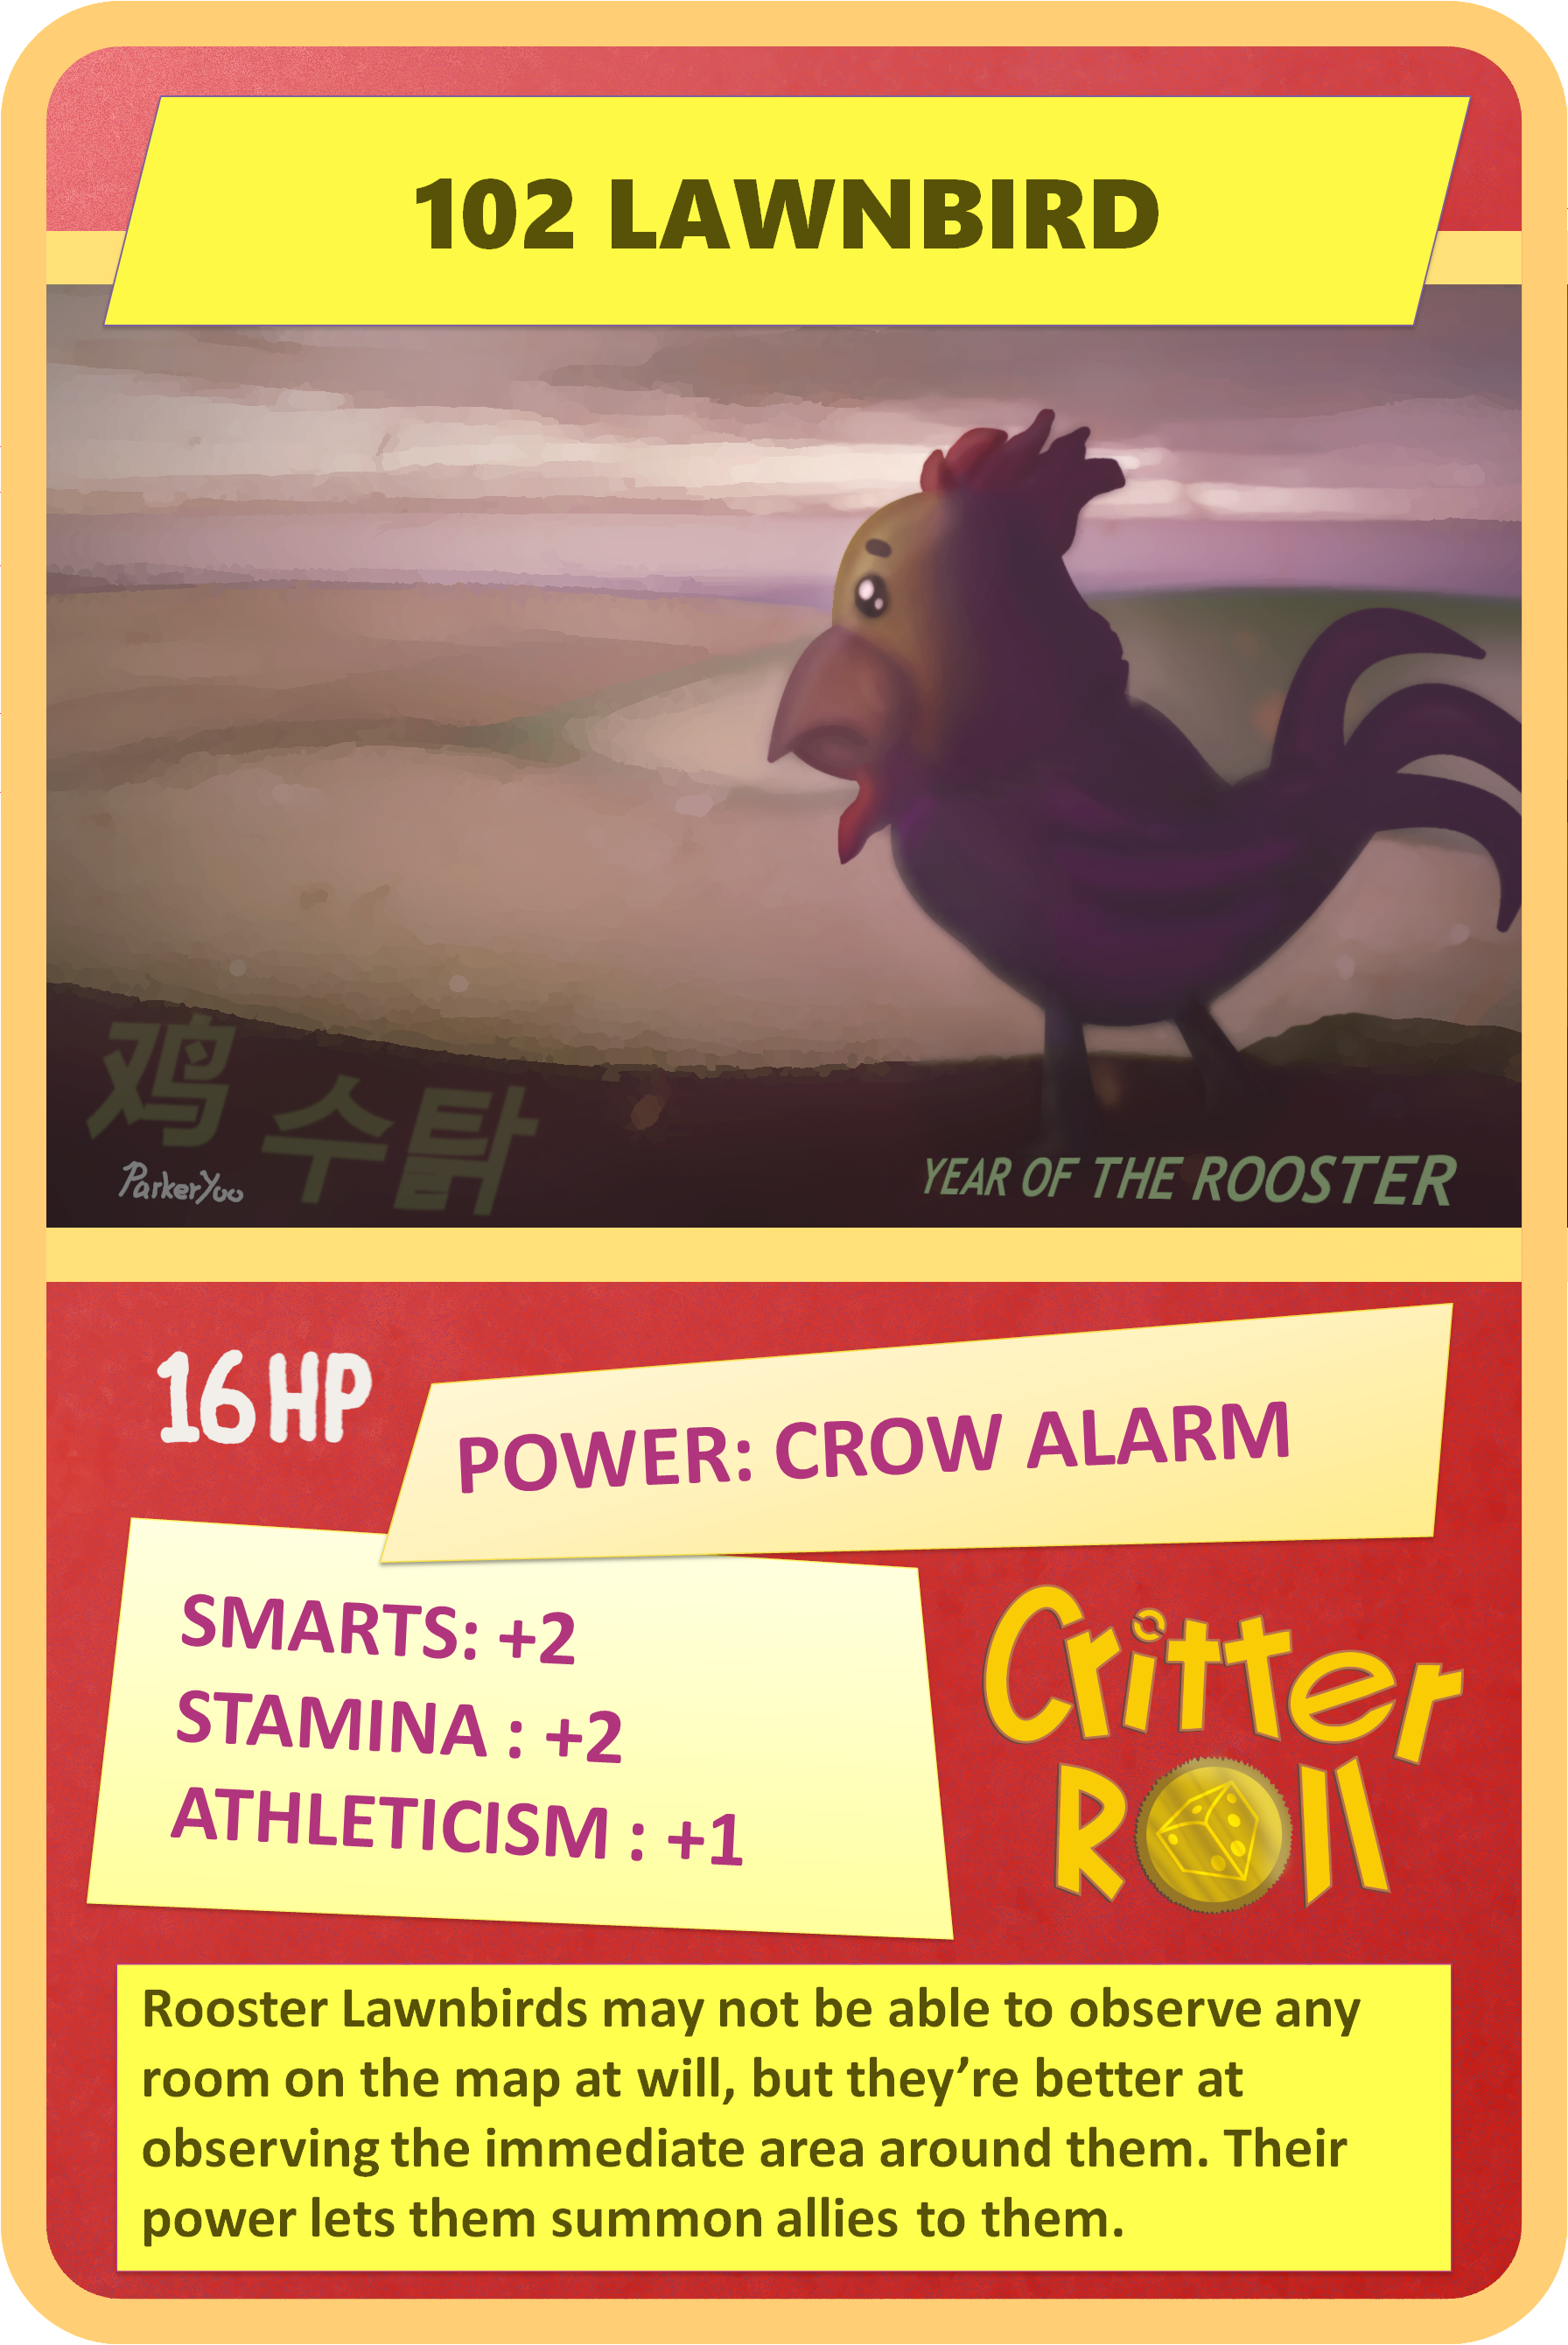 102 LAWNBIRD
鸡 수탉
ParkerYoo
YEAR OF THE ROOSTER
16 HP
POWER: CROW ALARM
SMARTS: +2
STAMINA : +2
ATHLETICISM : +1
Critter
Roll
Rooster Lawnbirds may not be able to observe any
room on the map at will, but they’re better at
observing the immediate area around them. Their
power lets them summon allies to them.